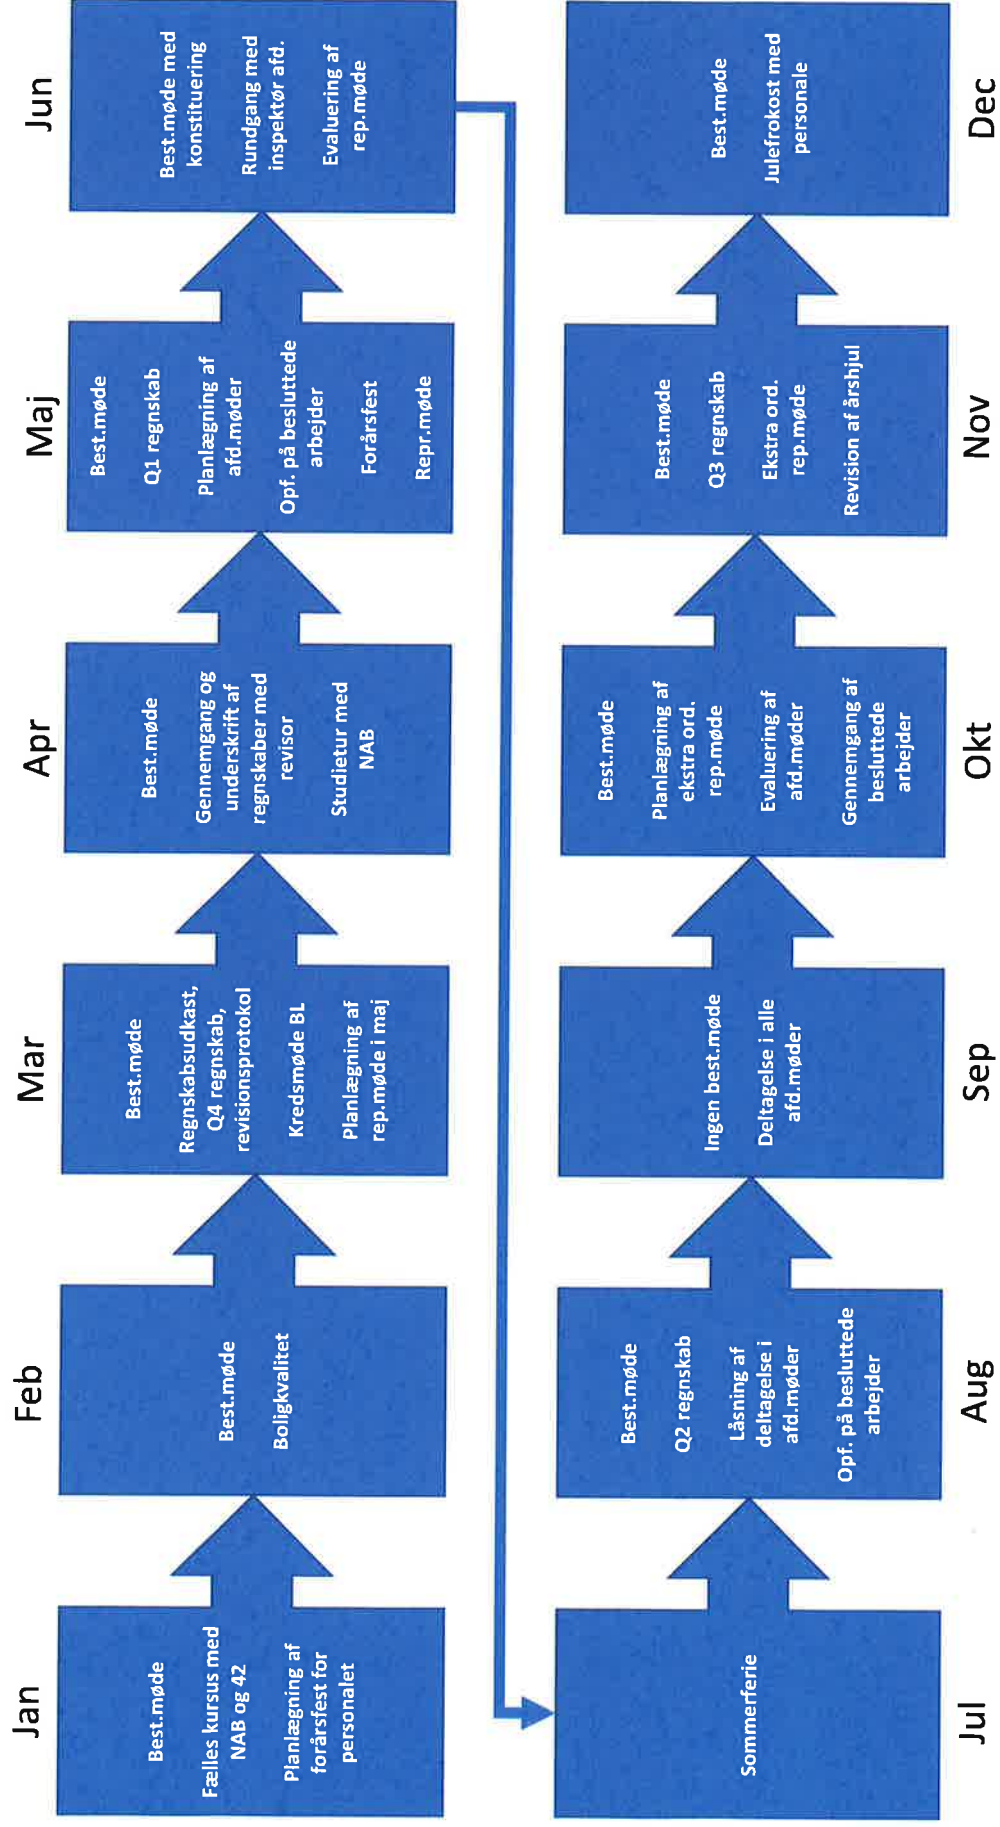 Jan
Best.møde
Fælles kursus med
NAB og 42
Planlægning af
forårsfest for
personalet
Feb
Best.møde
Boligkvalitet
Mar
Best.møde
Regnskabsudkast,
Q4 regnskab,
revisionsprotokol
Kredsmøde BL
Planlægning af
rep.møde i maj
Apr
Best.møde
Gennemgang og
underskrift af
regnskaber med
revisor
Studietur med
NAB
Maj
Best.møde
Q1 regnskab
Planlægning af
afd.møder
Opf. på besluttede
arbejder
Forårsfest
Repr.møde
Jun
Best.møde med
konstituering
Rundgang med
inspektør afd.
Evaluering af
rep.møde
Sommerferie
Jul
Best.møde
Q2 regnskab
Låsning af
deltagelse i
afd.møder
Opf. på besluttede
arbejder
Aug
Ingen best.møde
Deltagelse i alle
afd.møder
Sep
Best.møde
Planlægning af
ekstra ord.
rep.møde
Evaluering af
afd.møder
Gennemgang af
besluttede
arbejder
Okt
Best.møde
Q3 regnskab
Ekstra ord.
rep.møde
Revision af årshjul
Nov
Best.møde
Julefrokost med
personale
Dec